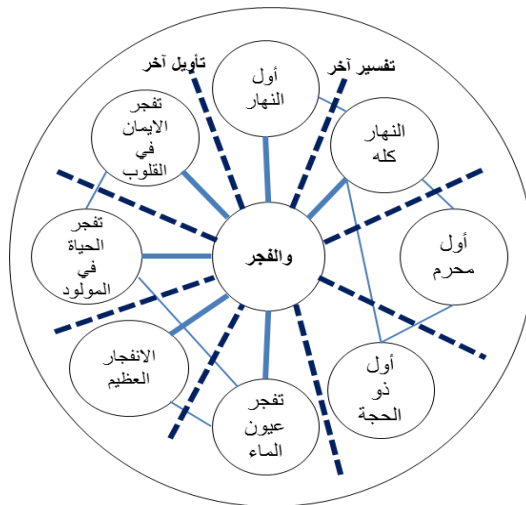 تفسير آخر
تأويل آخر
أول
النهار
النهار
كله
أول
محرم
أول
ذو
الحجة
تفجر
عيون
الماء
الانفجار
العظيم
تفجر
الحياة
في
المولود
تفجر
الايمان
في
القلوب
والفجر